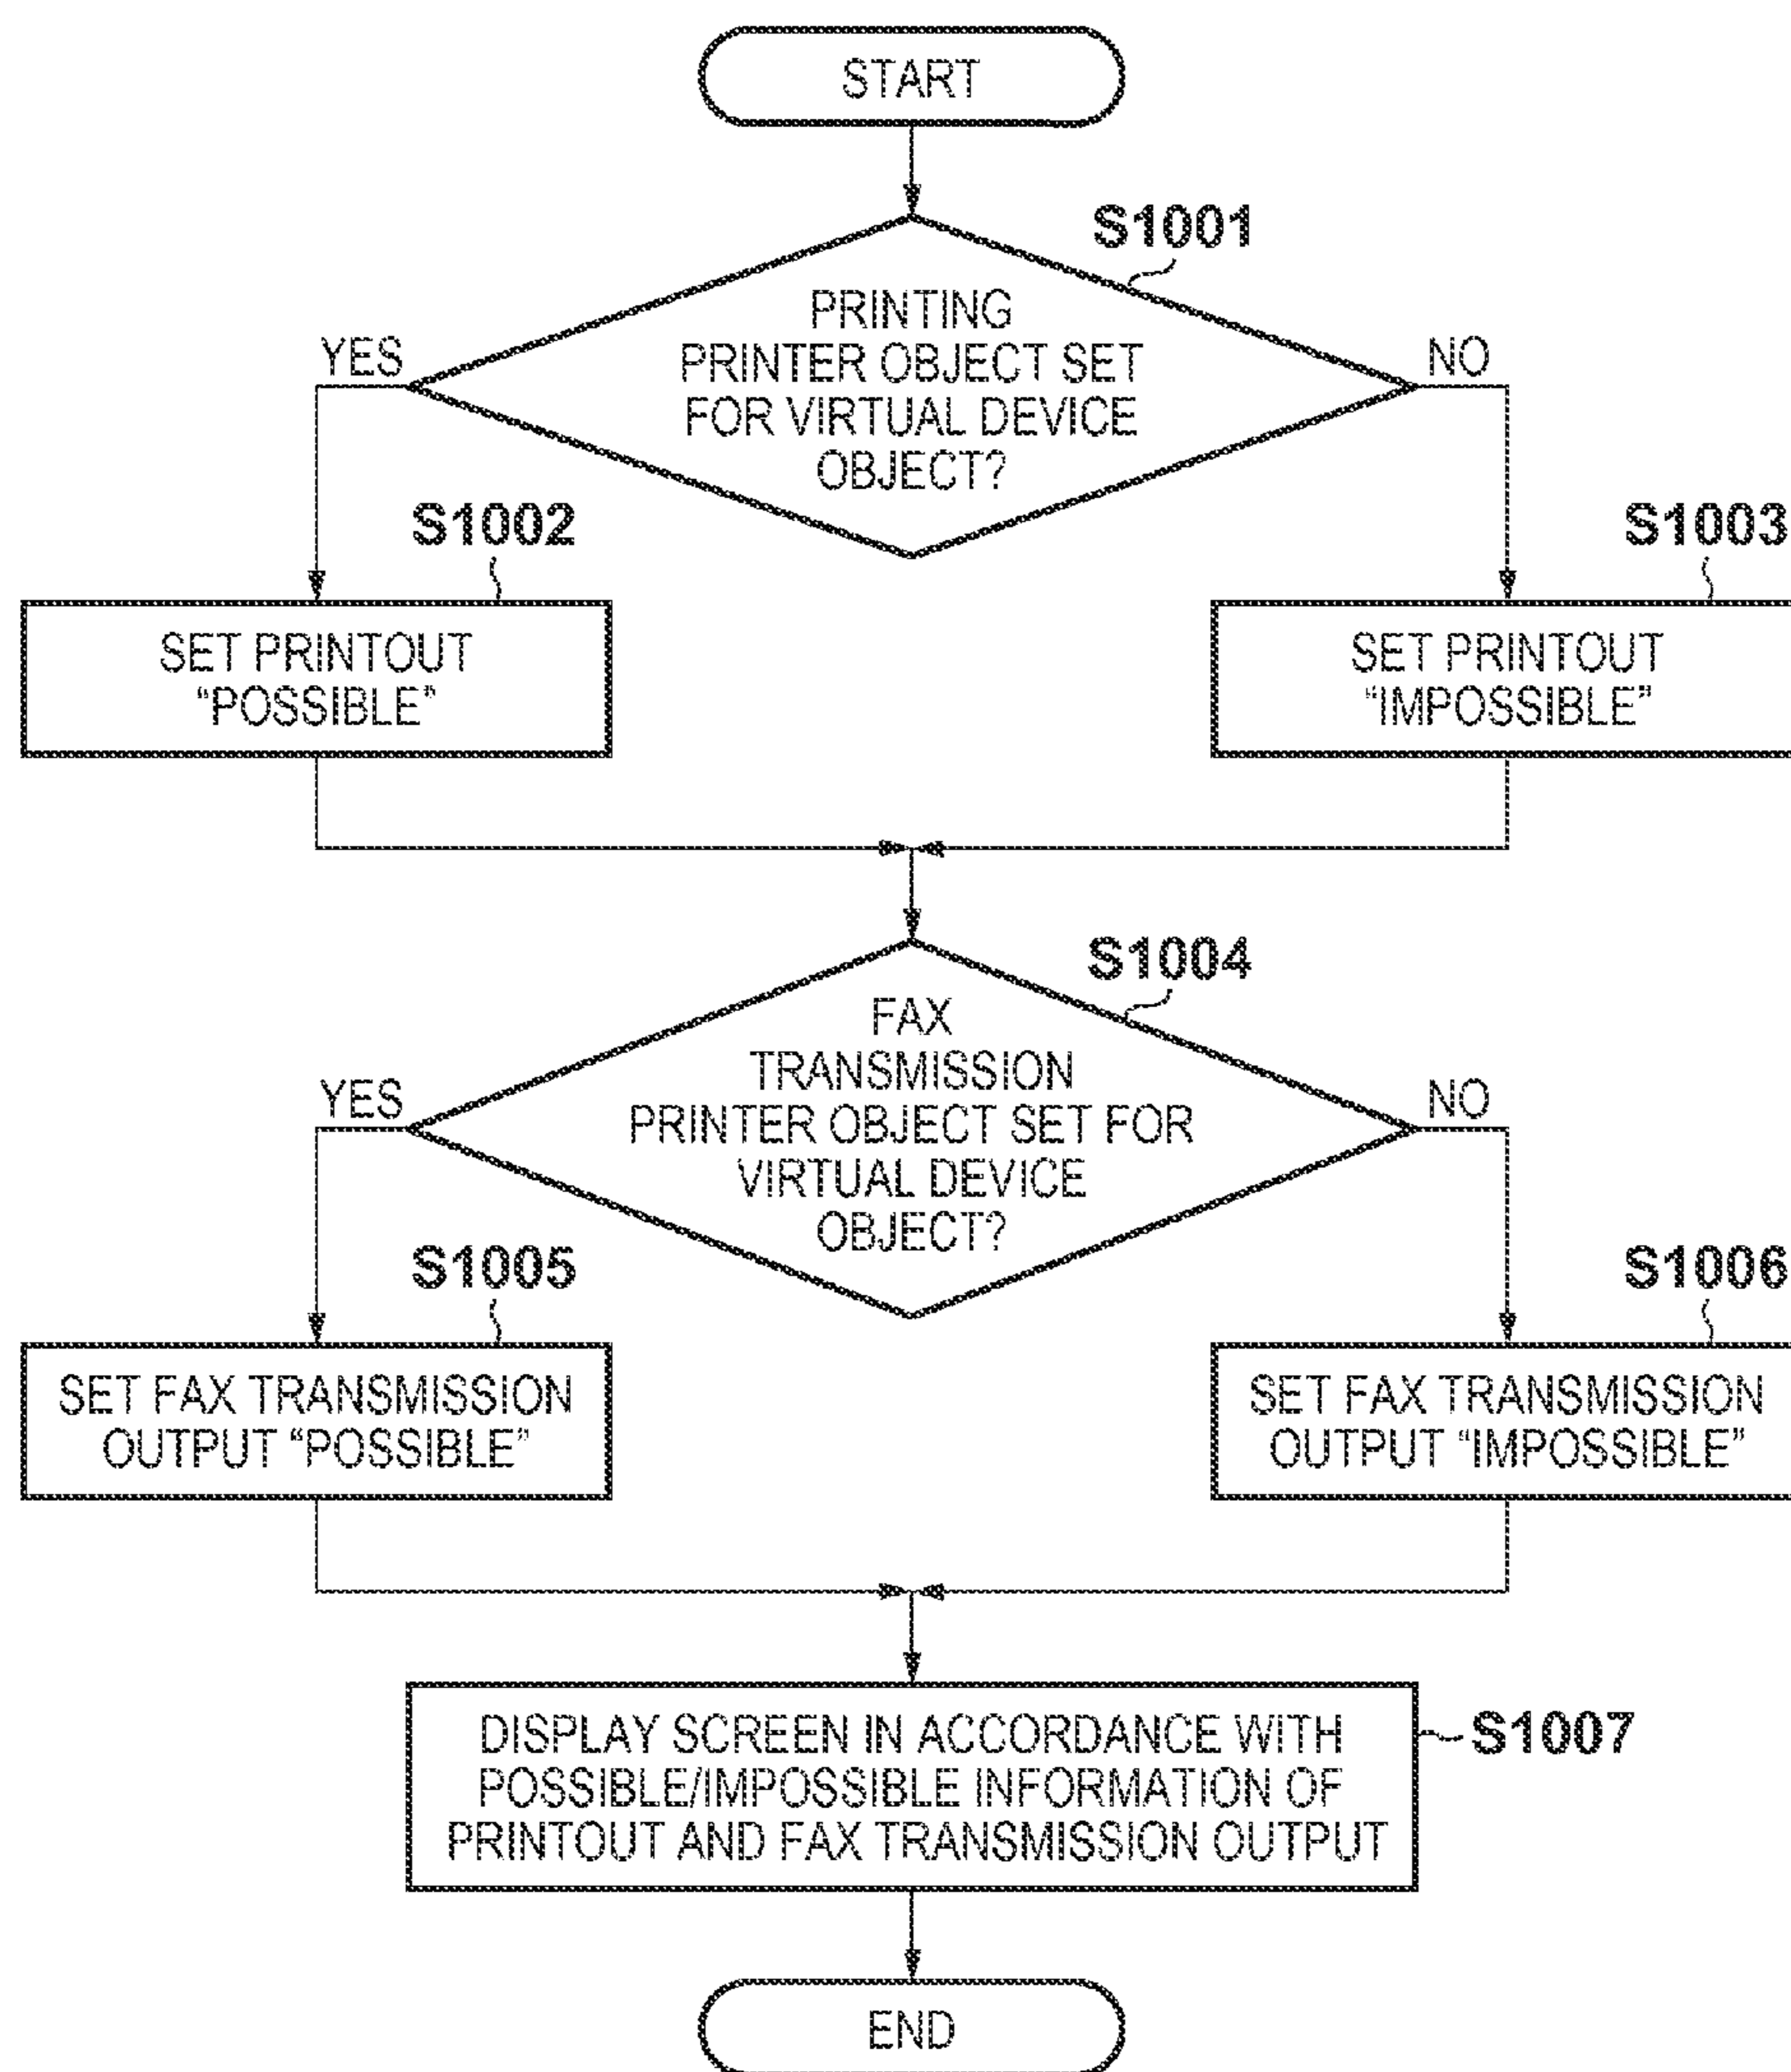 START
S1001
PRINTING
PRINTER OBJECT SET
FOR VIRTUAL DEVICE
OBJECT?
YES
NO
S1002
SET PRINTOUT
“POSSIBLE”
S1003
SET PRINTOUT
“IMPOSSIBLE”
S1004
FAX
TRANSMISSION
PRINTER OBJECT SET FOR
VIRTUAL DEVICE
OBJECT?
YES
NO
S1005
SET FAX TRANSMISSION
OUTPUT “POSSIBLE”
S1006
SET FAX TRANSMISSION
OUTPUT “IMPOSSIBLE”
DISPLAY SCREEN IN ACCORDANCE WITH
POSSIBLE/IMPOSSIBLE INFORMATION OF
PRINTOUT AND FAX TRANSMISSION OUTPUT
S1007
END